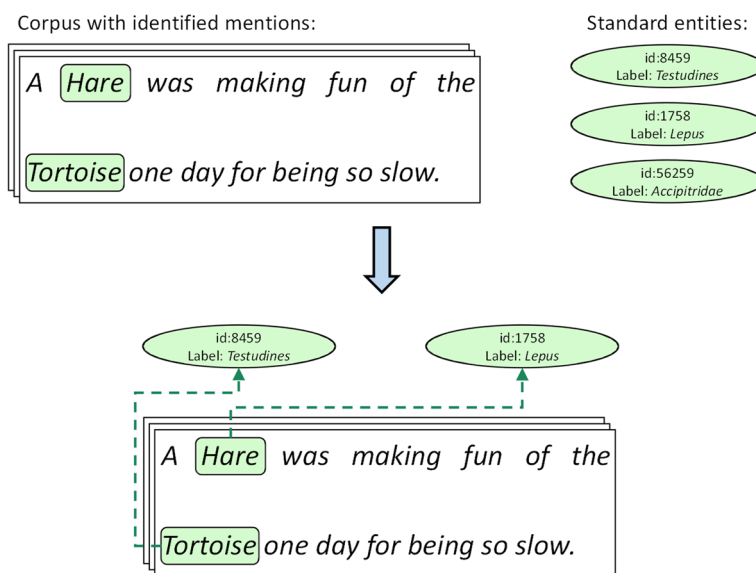 Corpus with identified mentions:
Standard entities:
A Hare was making fun of the
Tortoise one day for being so slow.
id:8459
Label: Testudines
id:1758
Label: Lepus
id:56259
Label: Accipitridae
id:8459
Label: Testudines
id:1758
Label: Lepus
A Hare was making fun of the
Tortoise one day for being so slow.